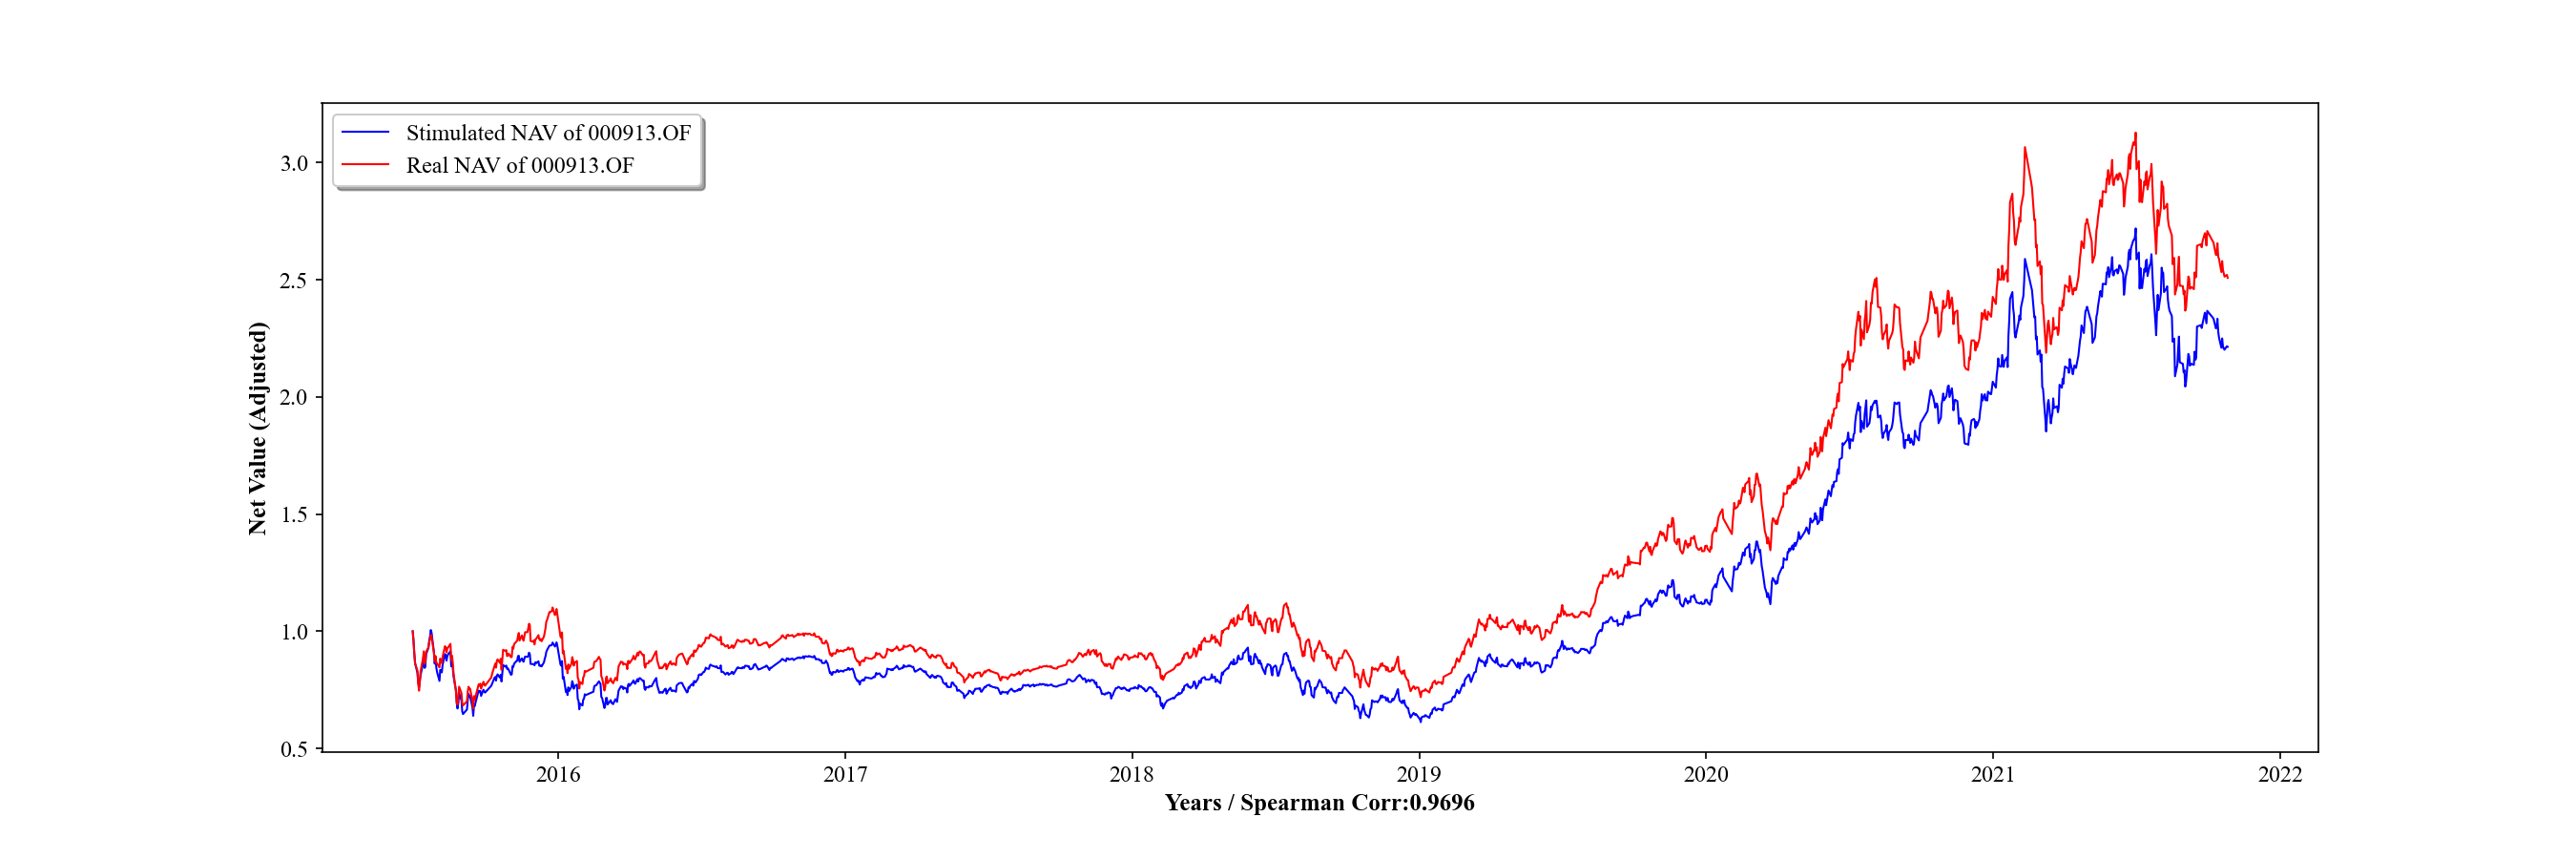 Stimulated NAV of 000913.OF
Real NAV of 000913.OF
3.0
2.5
2.0
1.5
1.0
0.5
Net Value (Adjusted)
2016 2017 2018 2019 2020 2021 2022
Years / Spearman Corr:0.9696